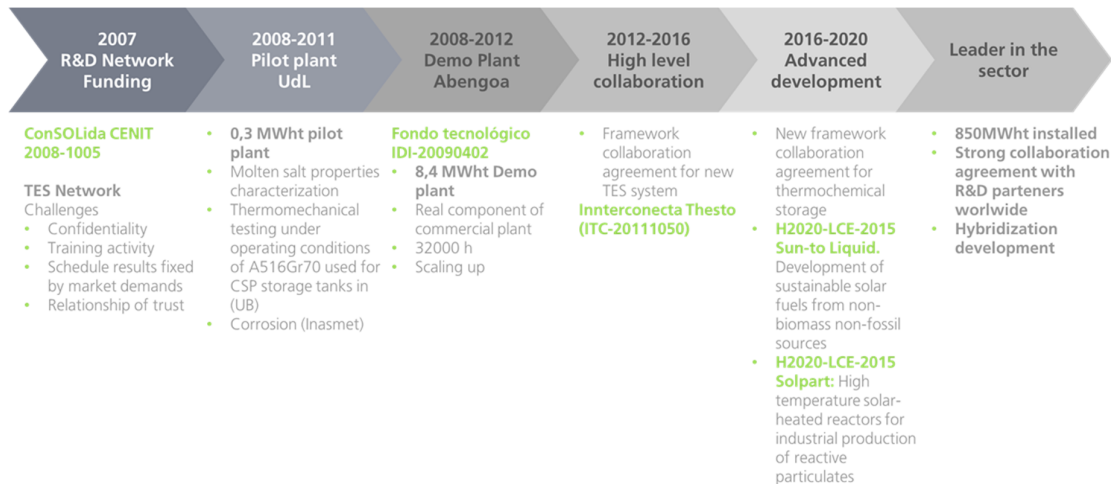 2007
R&D Network
Funding
2008-2011
Pilot plant
UdL
2008-2012
Demo Plant
Abengoa
2012-2016
High level
collaboration
2016-2020
Advanced
development
Leader in the
sector
ConSOLida CENIT
2008-1005
TES Network
Challenges
• Confidentiality
• Training activity
• Schedule results fixed
by market demands
• Relationship of trust
• 0,3 MWht pilot
plant
• Molten salt properties
characterization
• Thermomechanical
testing under
operating conditions
of A516Gr70 used for
CSP storage tanks in
(UB)
• Corrosion (Inasmet)
Fondo tecnológico
IDI-20090402
• 8,4 MWht Demo
plant
• Real component of
commercial plant
• 32000 h
• Scaling up
• Framework
collaboration
agreement for new
TES system
Innterconecta Thesto
(ITC-20111050)
• New framework
collaboration
agreement for
thermochemical
storage
• H2020-LCE-2015
Sun-to Liquid.
Development of
sustainable solar
fuels from non-
biomass non-fossil
sources
• H2020-LCE-2015
Solpart: High
temperature solar-
heated reactors for
industrial production
of reactive
particulates
• 850MWht installed
• Strong collaboration
agreement with
R&D parteners
worlwide
• Hybridization
development